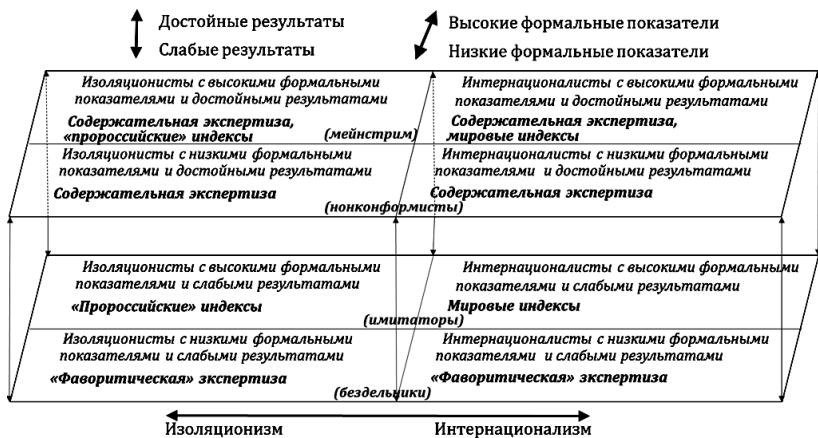 Достойные результаты
Слабые результаты
Высокие формальные показатели
Низкие формальные показатели
Изоляционисты с высокими формальными
показателями и достойными результатами
Содержательная экспертиза,
«пророссийские» индексы
(мейнстрим)
Интернационалисты с высокими формальными
показателями и достойными результатами
Содержательная экспертиза,
мировые индексы
Изоляционисты с низкими формальными
показателями и достойными результатами
Содержательная экспертиза
(нонконформисты)
Интернационалисты с низкими формальными
показателями и достойными результатами
Содержательная экспертиза
Изоляционисты с высокими формальными
показателями и слабыми результатами
«Пророссийские» индексы
(имитаторы)
Интернационалисты с высокими формальными
показателями и слабыми результатами
Мировые индексы
Изоляционисты с низкими формальными
показателями и слабыми результатами
«Фаворитическая» зкспертиза
(бездельники)
Интернационалисты с низкими формальными
показателями и слабыми результатами
«Фаворитическая» зкспертиза
Изоляционизм
Интернационализм